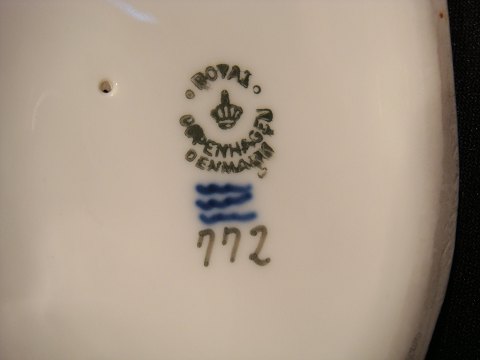 ROYAL
COPENHAGEN
DENMARK
772